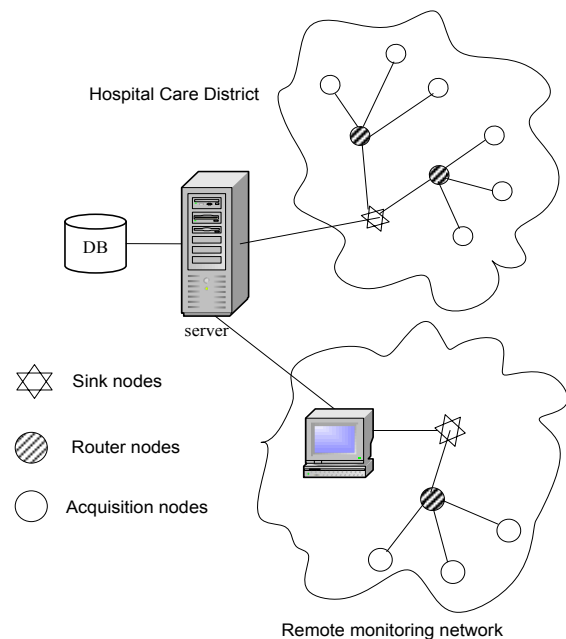 Hospital Care District
DB
server
Sink nodes
Router nodes
Acquisition nodes
Remote monitoring network